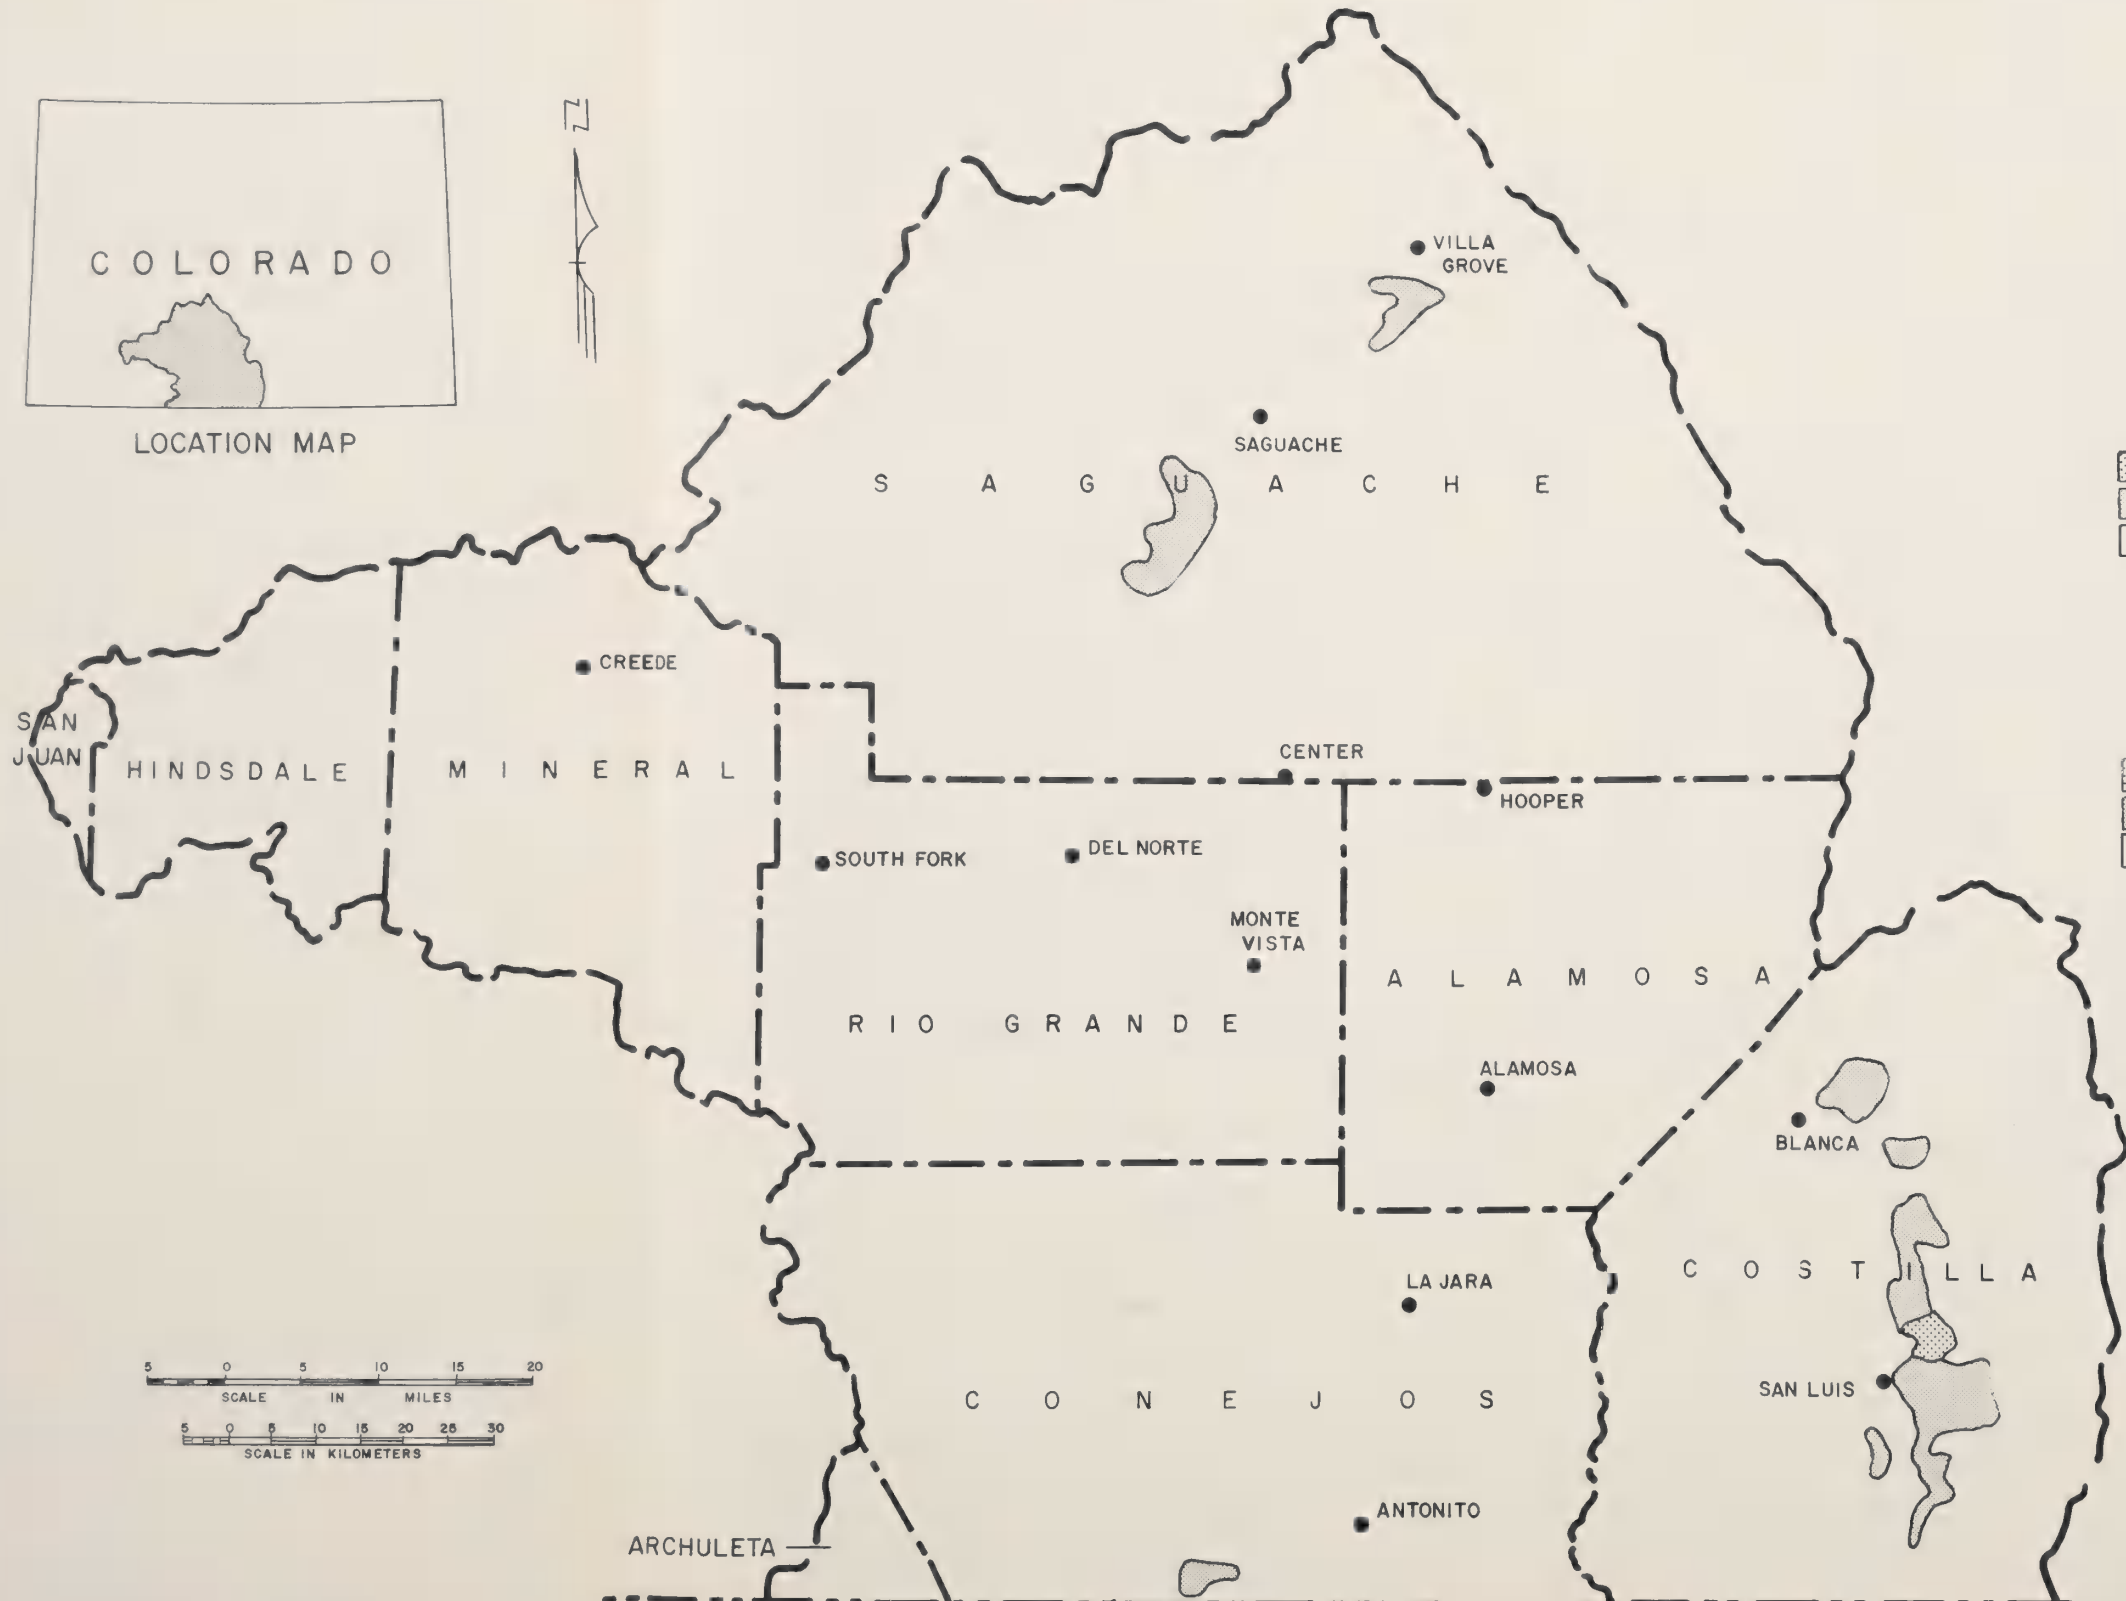 N
COLORADO
LOCATION MAP
VILLA
GROVE
SAGUACHE
SAGUACHE
CREEDE
SAN
JUAN
HINDSDALE
MINERAL
CENTER
HOOPER
SOUTH FORK
DEL NORTE
MONTE
VISTA
ALAMOSA
RIO GRANDE
ALAMOSA
BLANCA
COSTILLA
LA JARA
5 0 5 10 15 20
SCALE IN MILES
5 0 5 10 15 20 25 30
SCALE IN KILOMETERS
CONEJOS
SAN LUIS
ANTONITO
ARCHULETA